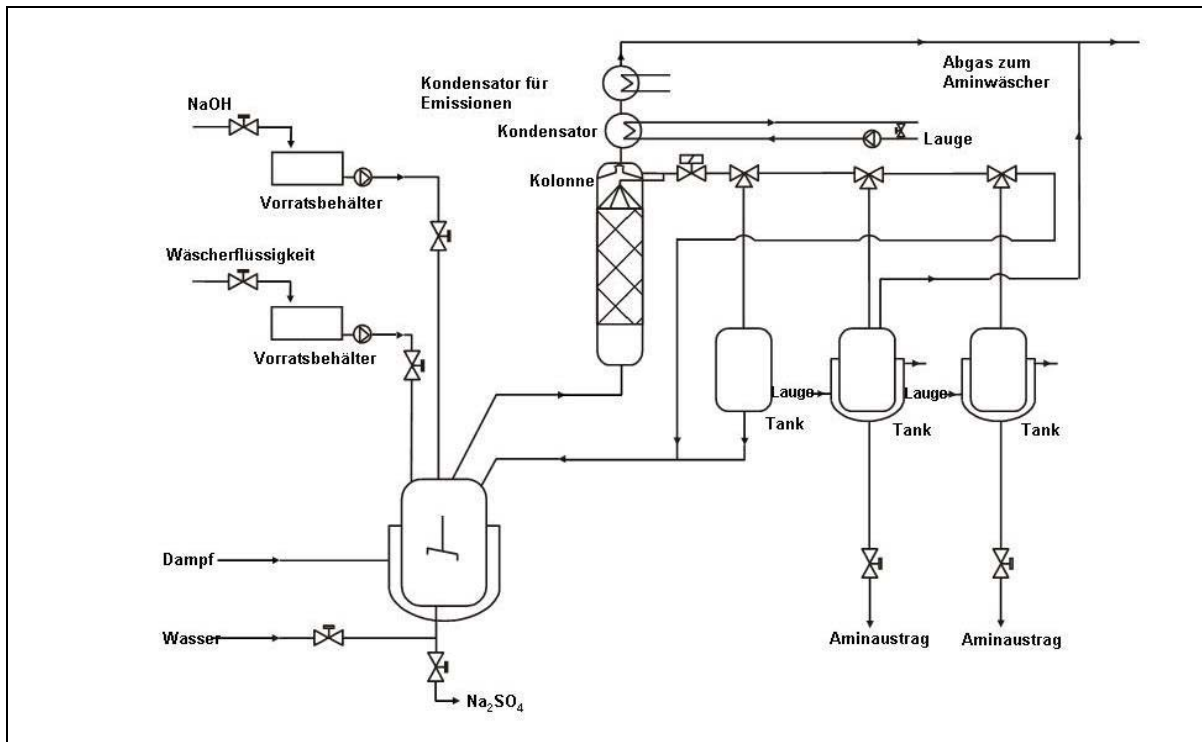 Kondensator für
Emissionen
Abgas zum
Aminwäscher
NaOH
Kondensator
Lauge
Kolonne
Vorratsbehälter
Wäscherflüssigkeit
Vorratsbehälter
Lauge
Lauge
Tank
Tank
Tank
Dampf
Wasser
Aminaustrag
Aminaustrag
Na₂SO₄